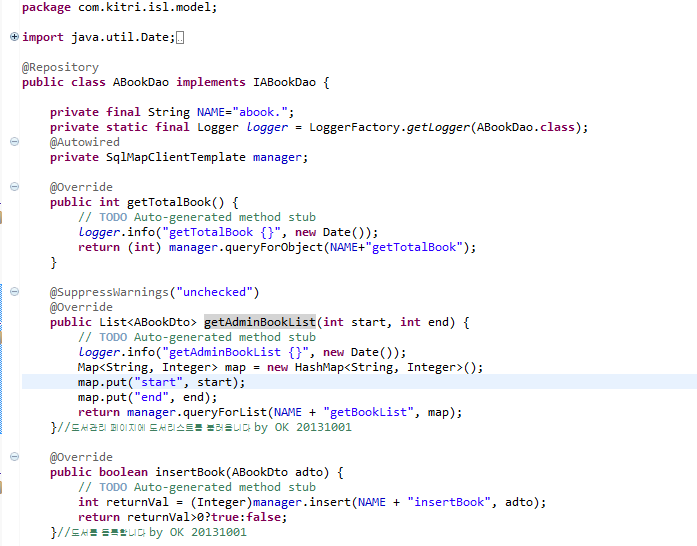 package com.kitri.isl.model;
import java.util.Date;
@Repository
public class ABookDao implements IABookDao {
private final String NAME="abook.";
private static final Logger logger = LoggerFactory.getLogger(ABookDao.class);
@Autowired
private SqlMapClientTemplate manager;
@Override
public int getTotalBook() {
// TODO Auto-generated method stub
logger.info("getTotalBook {}", new Date());
return (int) manager.queryForObject(NAME+"getTotalBook");
}
@SuppressWarnings("unchecked")
@Override
public List<ABookDto> getAdminBookList(int start, int end) {
// TODO Auto-generated method stub
logger.info("getAdminBookList {}", new Date());
Map<String, Integer> map = new HashMap<String, Integer>();
map.put("start", start);
map.put("end", end);
return manager.queryForList(NAME + "getBookList", map);
}//도서관리 페이지에 도서리스트를 불러옵니다 by OK 20131001
@Override
public boolean insertBook(ABookDto adto) {
// TODO Auto-generated method stub
int returnVal = (Integer)manager.insert(NAME + "insertBook", adto);
return returnVal>0?true:false;
}//도서를 등록합니다 by OK 20131001